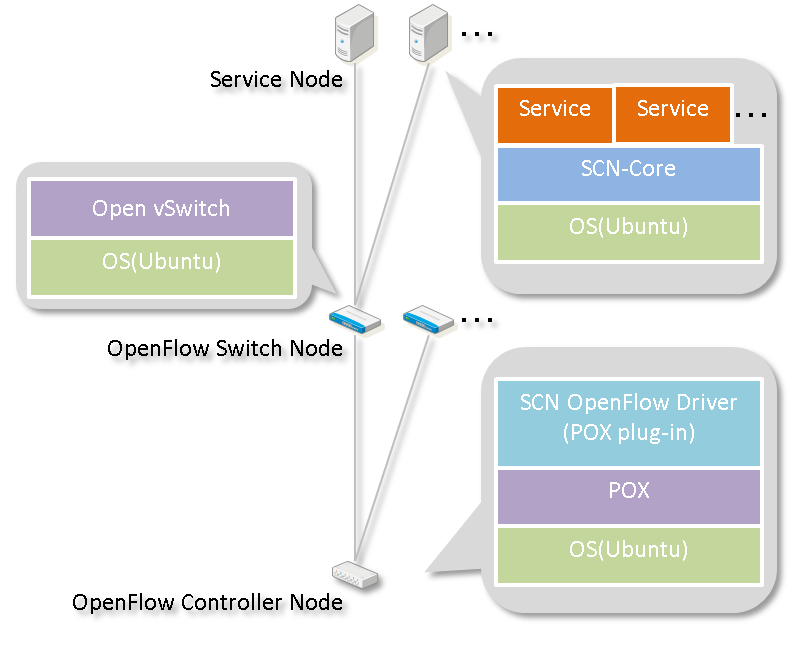 ...
Service Node
Service
Service
...
SCN-Core
OS(Ubuntu)
Open vSwitch
OS(Ubuntu)
...
OpenFlow Switch Node
SCN OpenFlow Driver
(POX plug-in)
POX
OS(Ubuntu)
OpenFlow Controller Node